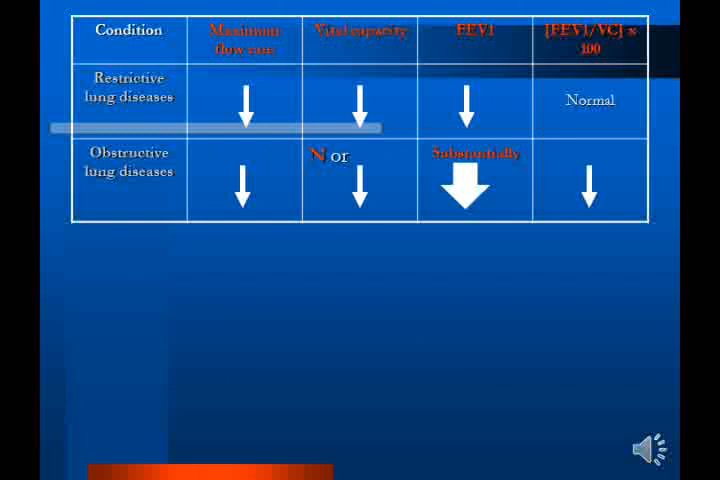 Condition
Maximum
flow rate
Vital capacity
FEV1
[FEV1/VC] x
100
Restrictive
lung diseases
Normal
Obstructive
lung diseases
N or
Substantially